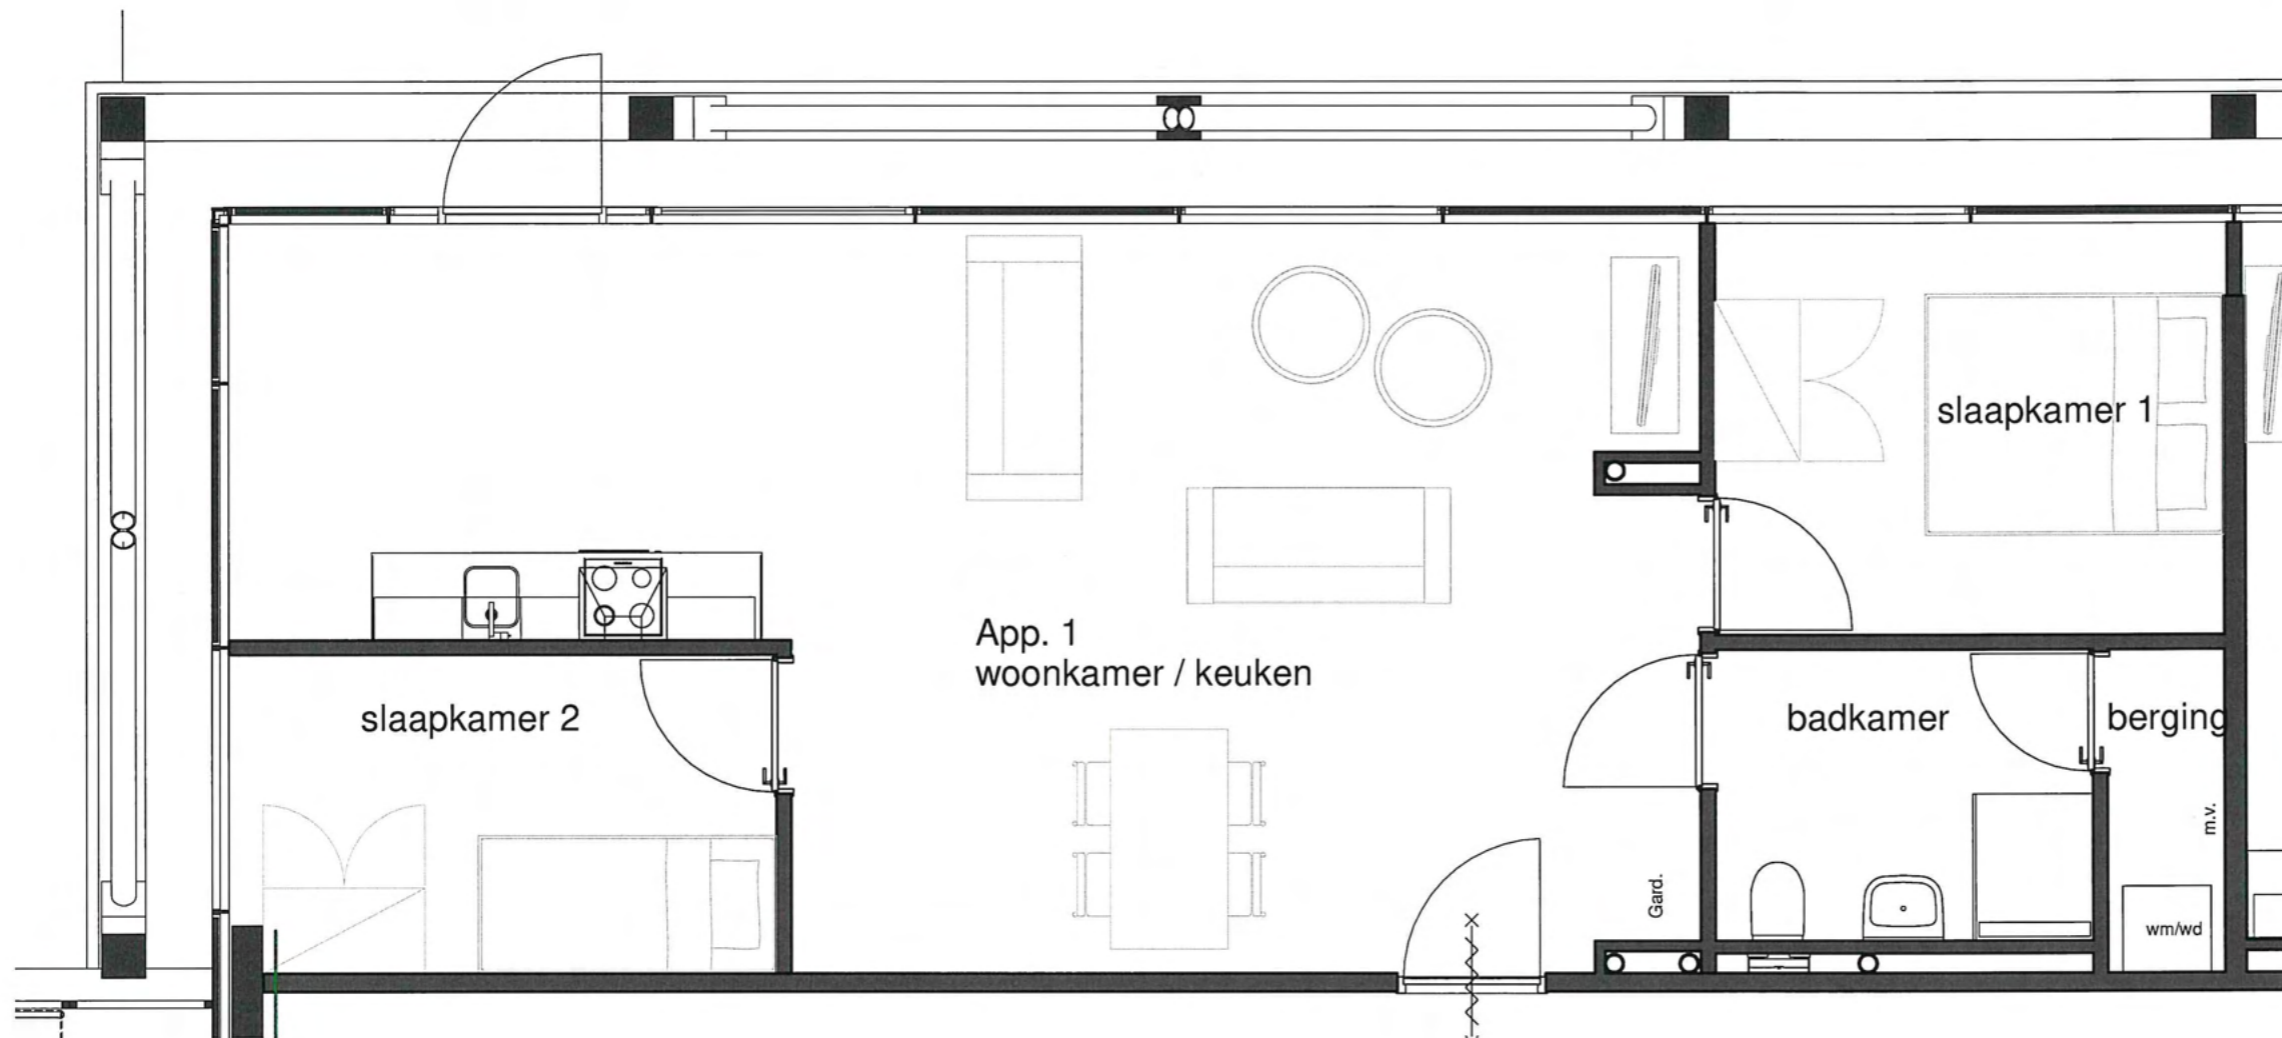 slaapkamer 1
App. 1
woonkamer / keuken
slaapkamer 2
badkamer
berging
m.v.
Gard.
wm/wd